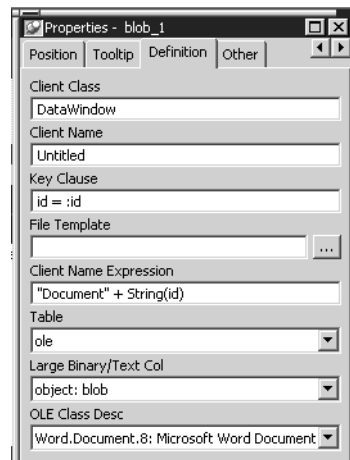 Properties - blob_1
Position Tooltip Definition Other
Client Class
DataWindow
Client Name
Untitled
Key Clause
id = :id
File Template
...
Client Name Expression
"Document" + String(id)
Table
ole
Large Binary/Text Col
object: blob
OLE Class Desc
Word.Document.8: Microsoft Word Document